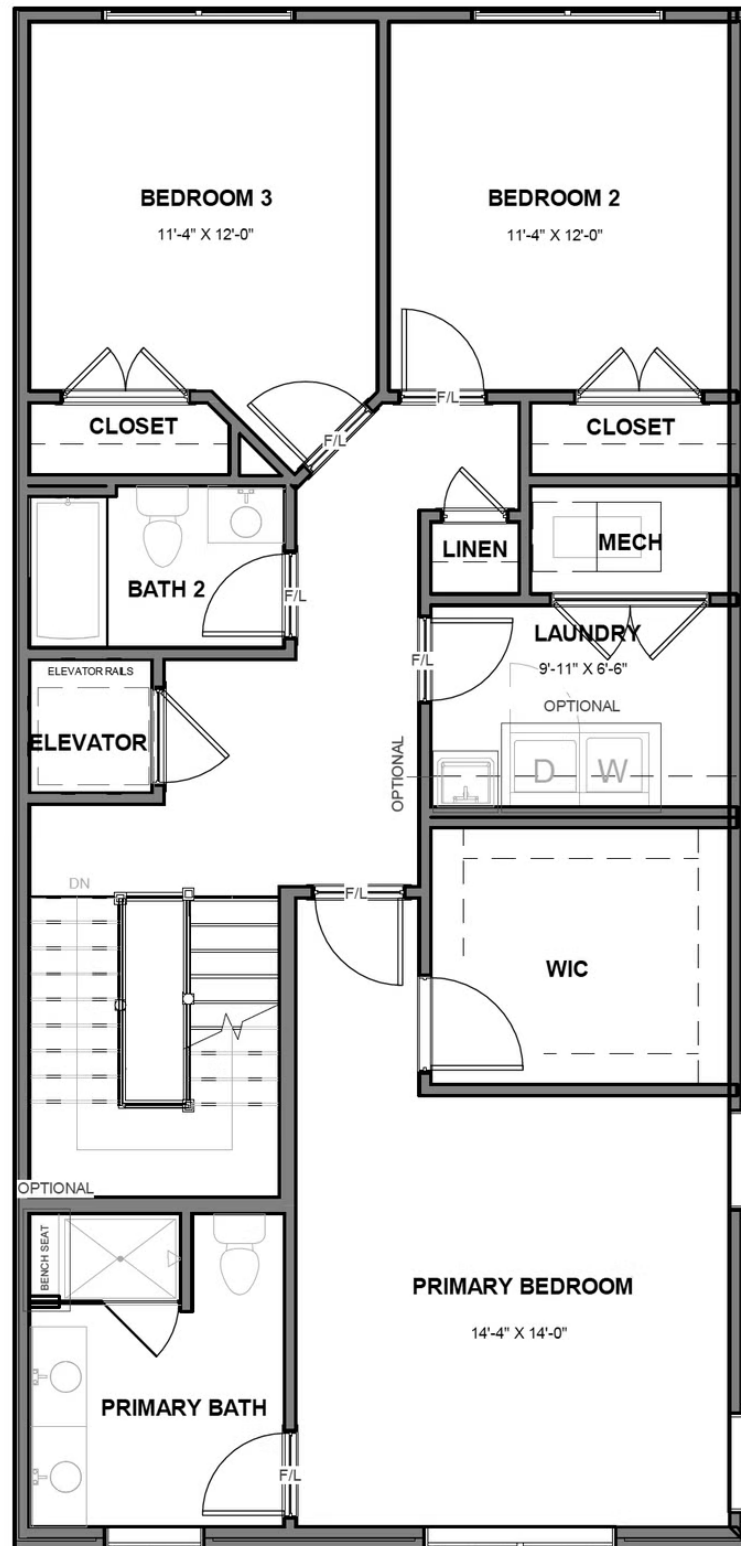 BEDROOM 3
11'-4" X 12'-0"
BEDROOM 2
11'-4" X 12'-0"
F/L
CLOSET
F/L
CLOSET
LINEN
MECH
BATH 2
F/L
LAUNDRY
9'-11" X 6'-6"
F/L
OPTIONAL
ELEVATOR RAILS
ELEVATOR
OPTIONAL
D
W
DN
F/L
WIC
OPTIONAL
BENCH SEAT
PRIMARY BEDROOM
14'-4" X 14'-0"
PRIMARY BATH
F/L